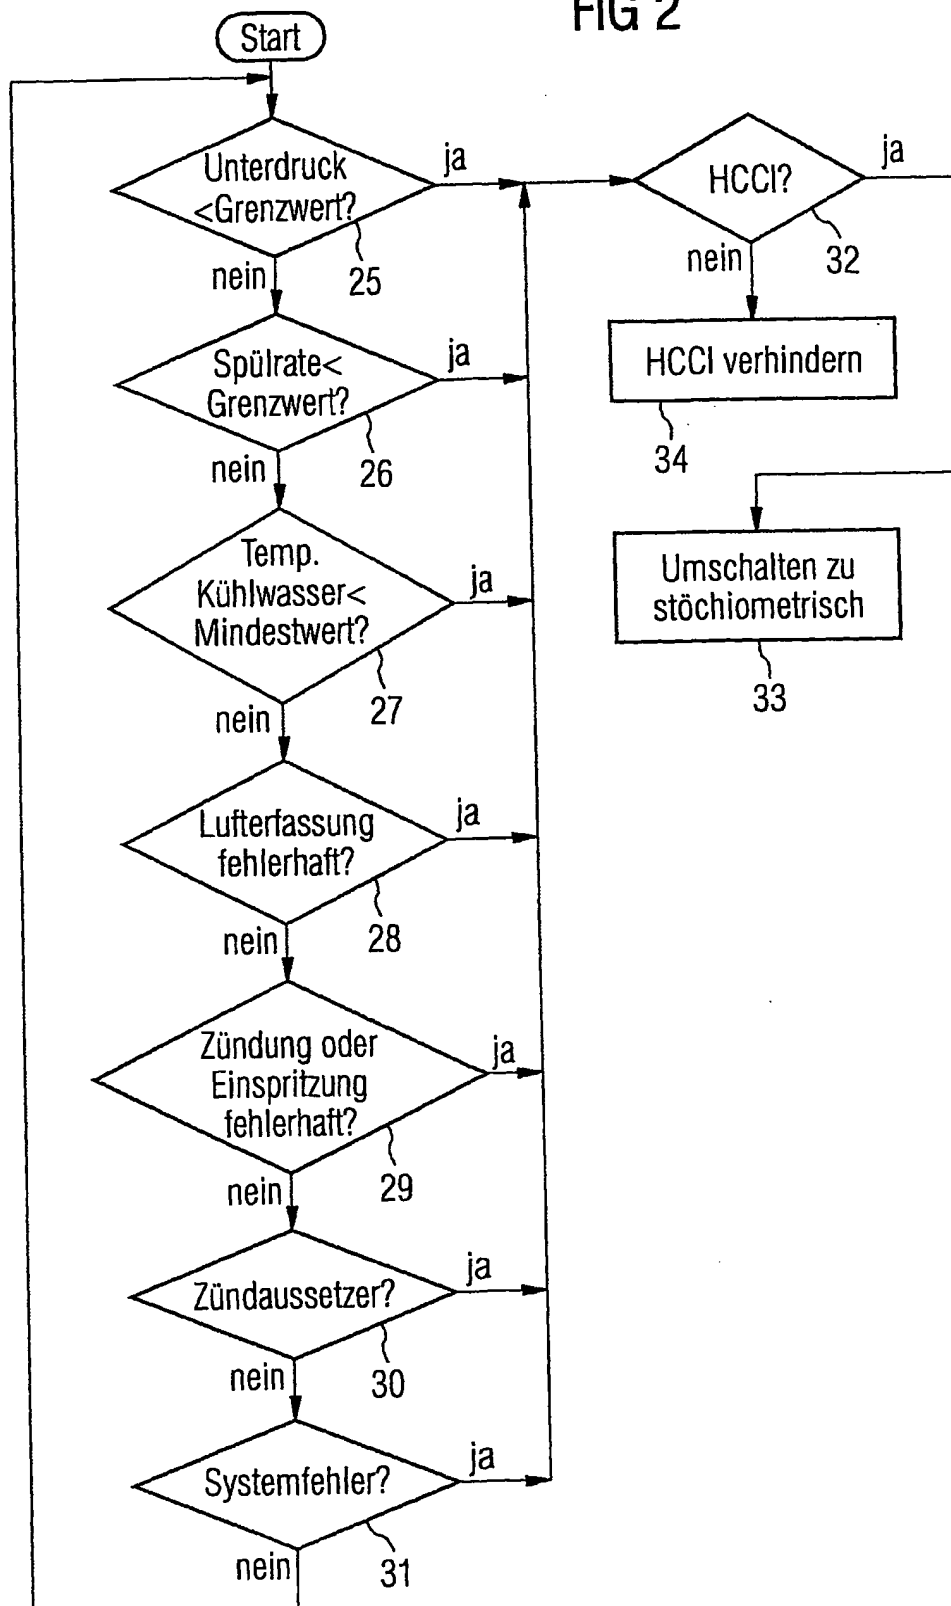 FIG 2
Start
Unterdruck
<Grenzwert?
ja
25
nein
HCCI?
ja
32
nein
HCCI verhindern
34
Spülrate<
Grenzwert?
ja
26
nein
Umschalten zu
stöchiometrisch
33
Temp.
Kühlwasser<
Mindestwert?
ja
27
nein
Lufterfassung
fehlerhaft?
ja
28
nein
Zündung oder
Einspritzung
fehlerhaft?
ja
29
nein
Zündaussetzer?
ja
30
nein
Systemfehler?
ja
31
nein